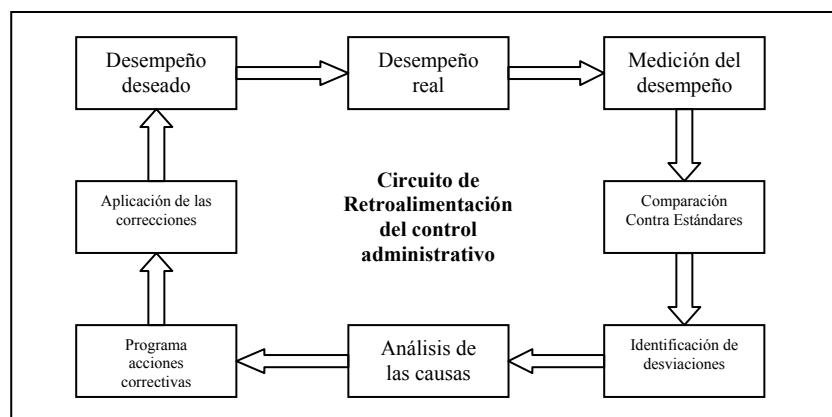 Desempeño
deseado
Desempeño
real
Medición del
desempeño
Aplicación de las
correcciones
Circuito de
Retroalimentación
del control
administrativo
Comparación
Contra Estándares
Programa
acciones
correctivas
Análisis de
las causas
Identificación de
desviaciones